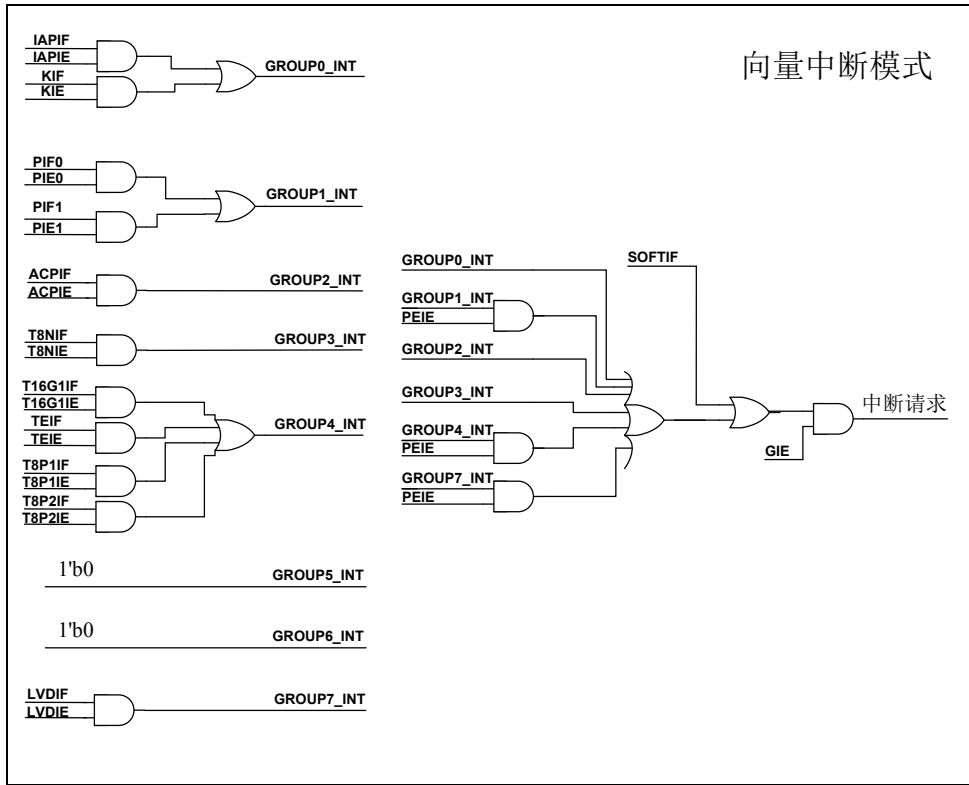 向量中断模式
IAPIF
IAPIE
KIF
KIE
GROUP0_INT
PIF0
PIE0
PIF1
PIE1
GROUP1_INT
ACPIF
ACPIE
GROUP2_INT
T8NIF
T8NIE
GROUP3_INT
T16G1IF
T16G1IE
TEIF
TEIE
T8P1IF
T8P1IE
T8P2IF
T8P2IE
GROUP4_INT
1'b0
GROUP5_INT
1'b0
GROUP6_INT
LVDIF
LVDIE
GROUP7_INT
GROUP0_INT
GROUP1_INT
PEIE
GROUP2_INT
GROUP3_INT
GROUP4_INT
PEIE
GROUP7_INT
PEIE
SOFTIF
GIE
中断请求